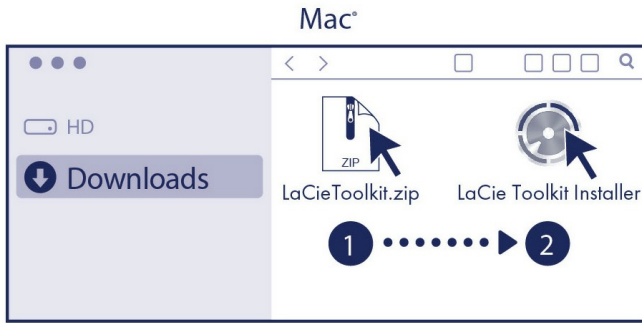 Mac®
HD
Downloads
ZIP
LaCieToolkit.zip
LaCie Toolkit Installer
1
2